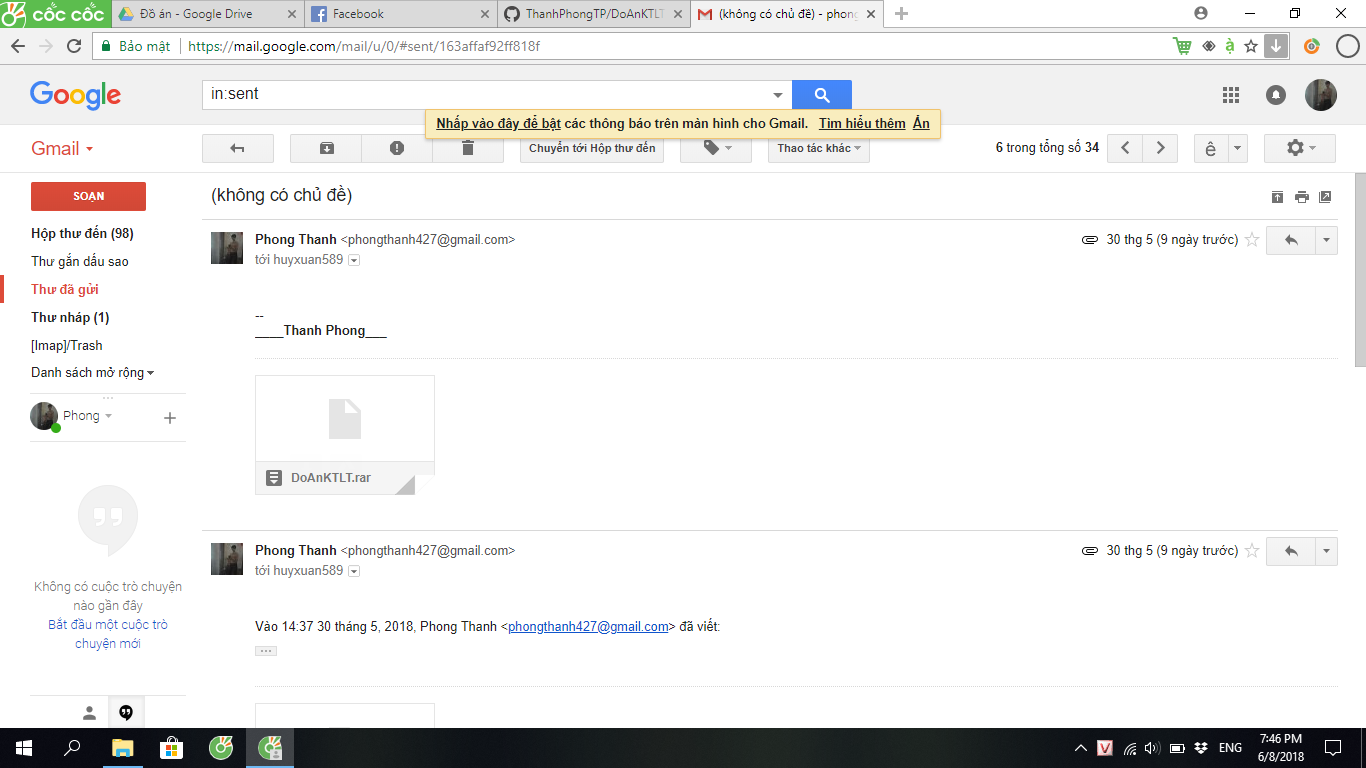 cốc cốc
Đồ án - Google Drive
Facebook
ThanhPhongTP/DoAnKTLT
(không có chủ đề) - phong
Bảo mật
https://mail.google.com/mail/u/0/#sent/163affaf92ff818f
Google
in:sent
Nhấp vào đây để bật các thông báo trên màn hình cho Gmail. Tìm hiểu thêm Ẩn
Gmail
Chuyển tới Hộp thư đến
Thao tác khác
6 trong tổng số 34
ê
SOẠN
(không có chủ đề)
Hộp thư đến (98)
Thư gắn dấu sao
Thư đã gửi
Thư nháp (1)
[Imap]/Trash
Danh sách mở rộng
Phong
Không có cuộc trò chuyện
nào gần đây
Bắt đầu một cuộc trò
chuyện mới
Phong Thanh <phongthanh427@gmail.com>
30 thg 5 (9 ngày trước)
tới huyxuan589
--
____Thanh Phong___
DoAnKTLT.rar
Phong Thanh <phongthanh427@gmail.com>
30 thg 5 (9 ngày trước)
tới huyxuan589
Vào 14:37 30 tháng 5, 2018, Phong Thanh <phongthanh427@gmail.com> đã viết:
V
ENG
7:46 PM
6/8/2018